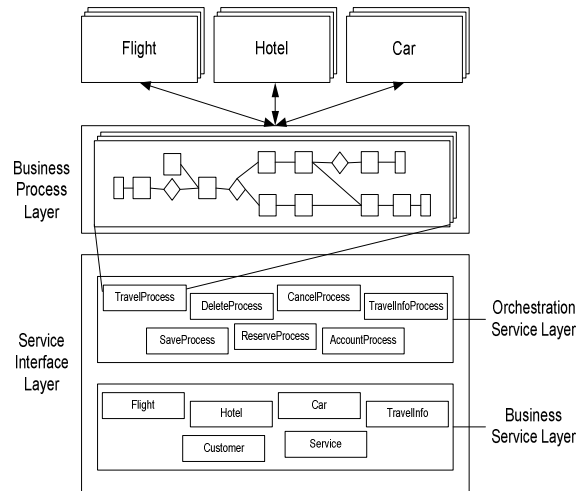 Flight
Hotel
Car
Business
Process
Layer
TravelProcess
DeleteProcess
CancelProcess
TravelInfoProcess
SaveProcess
ReserveProcess
AccountProcess
Orchestration
Service Layer
Service
Interface
Layer
Flight
Hotel
Car
TravelInfo
Customer
Service
Business
Service Layer